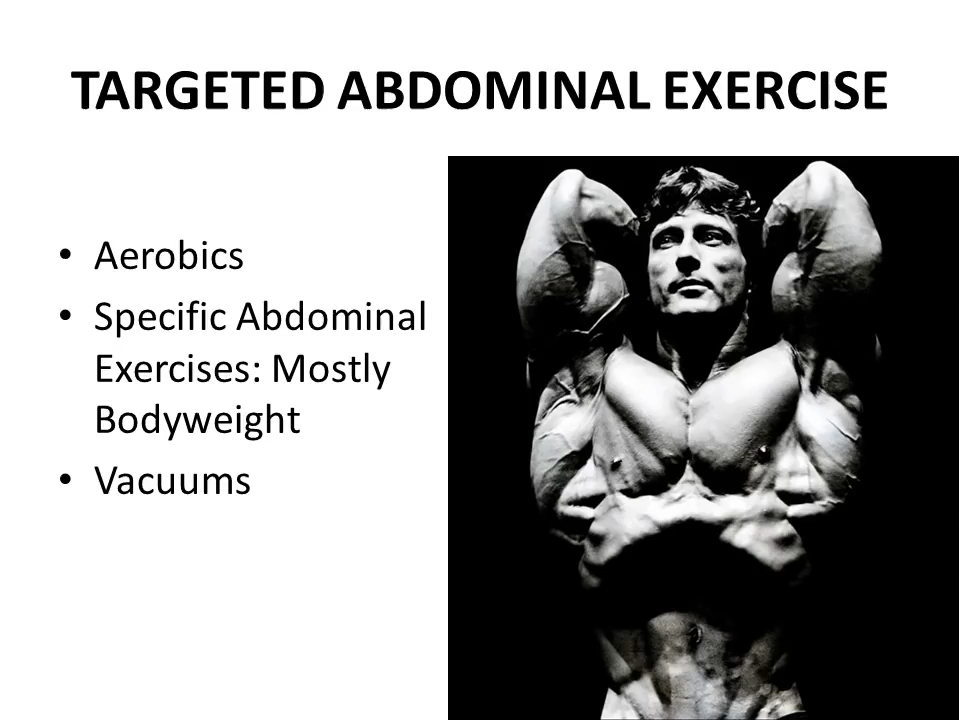 TARGETED ABDOMINAL EXERCISE
• Aerobics
• Specific Abdominal
Exercises: Mostly
Bodyweight
• Vacuums